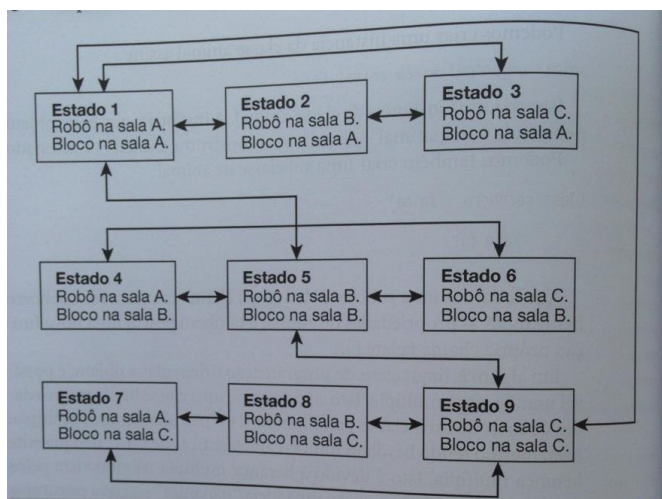 Estado 1
Robô na sala A.
Bloco na sala A.
Estado 2
Robô na sala B.
Bloco na sala A.
Estado 3
Robô na sala C.
Bloco na sala A.
Estado 4
Robô na sala A.
Bloco na sala B.
Estado 5
Robô na sala B.
Bloco na sala B.
Estado 6
Robô na sala C.
Bloco na sala B.
Estado 7
Robô na sala A.
Bloco na sala C.
Estado 8
Robô na sala B.
Bloco na sala C.
Estado 9
Robô na sala C.
Bloco na sala C.